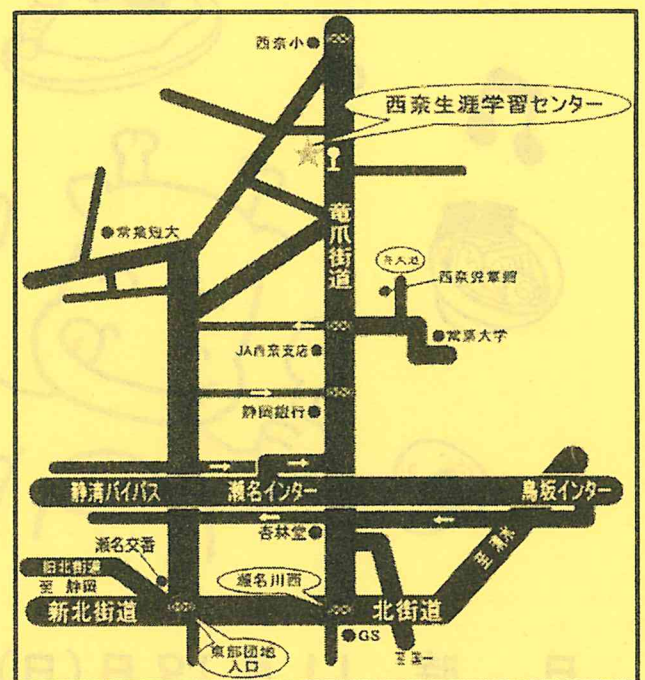 西奈小
西奈生涯学習センター
竜爪街道
常葉短大
西奈児童館
常葉大学
JA西奈支店
静岡銀行
静清バイパス
瀬名インター
鳥坂インター
杏林堂
瀬名交番
至 清水
旧北街道
至 静岡
瀬名川西
新北街道
北街道
GS
東部団地
入口